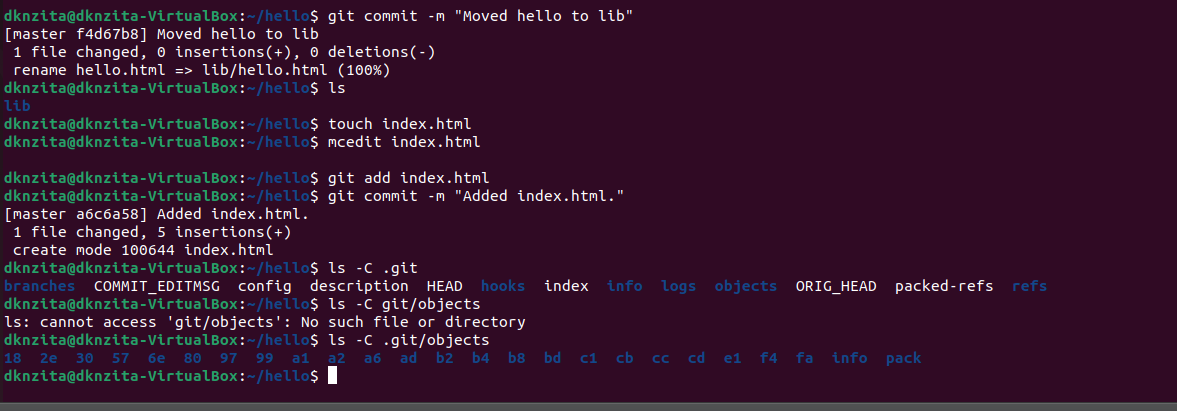 dknzita@dknzita-VirtualBox:~/hello$ git commit -m "Moved hello to lib"
[master f4d67b8] Moved hello to lib
 1 file changed, 0 insertions(+), 0 deletions(-)
 rename hello.html => lib/hello.html (100%)
dknzita@dknzita-VirtualBox:~/hello$ ls
lib
dknzita@dknzita-VirtualBox:~/hello$ touch index.html
dknzita@dknzita-VirtualBox:~/hello$ mcedit index.html
dknzita@dknzita-VirtualBox:~/hello$ git add index.html
dknzita@dknzita-VirtualBox:~/hello$ git commit -m "Added index.html."
[master a6c6a58] Added index.html.
 1 file changed, 5 insertions(+)
 create mode 100644 index.html
dknzita@dknzita-VirtualBox:~/hello$ ls -C .git
branches  COMMIT_EDITMSG  config  description  HEAD  hooks  index  info  logs  objects  ORIG_HEAD  packed-refs  refs
dknzita@dknzita-VirtualBox:~/hello$ ls -C git/objects
ls: cannot access 'git/objects': No such file or directory
dknzita@dknzita-VirtualBox:~/hello$ ls -C .git/objects
18  2e  30  57  6e  80  97  99  a1  a2  a6  ad  b2  b4  b8  bd  c1  cb  cc  cd  e1  f4  fa  info  pack
dknzita@dknzita-VirtualBox:~/hello$